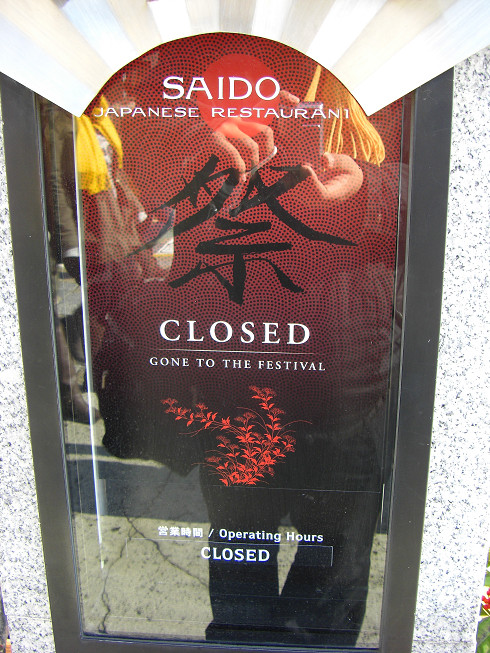 SAIDO
JAPANESE RESTAURANT
祭
CLOSED
GONE TO THE FESTIVAL
営業時間 / Operating Hours
CLOSED